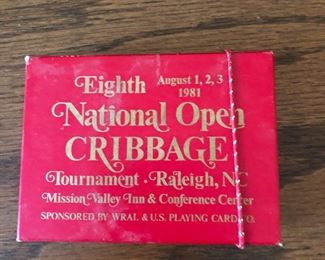 Eighth August 1, 2, 3
1981
National Open
CRIBBAGE
Tournament · Raleigh, NC
Mission Valley Inn & Conference Center
SPONSORED BY WRAL & U.S. PLAYING CARD CO.